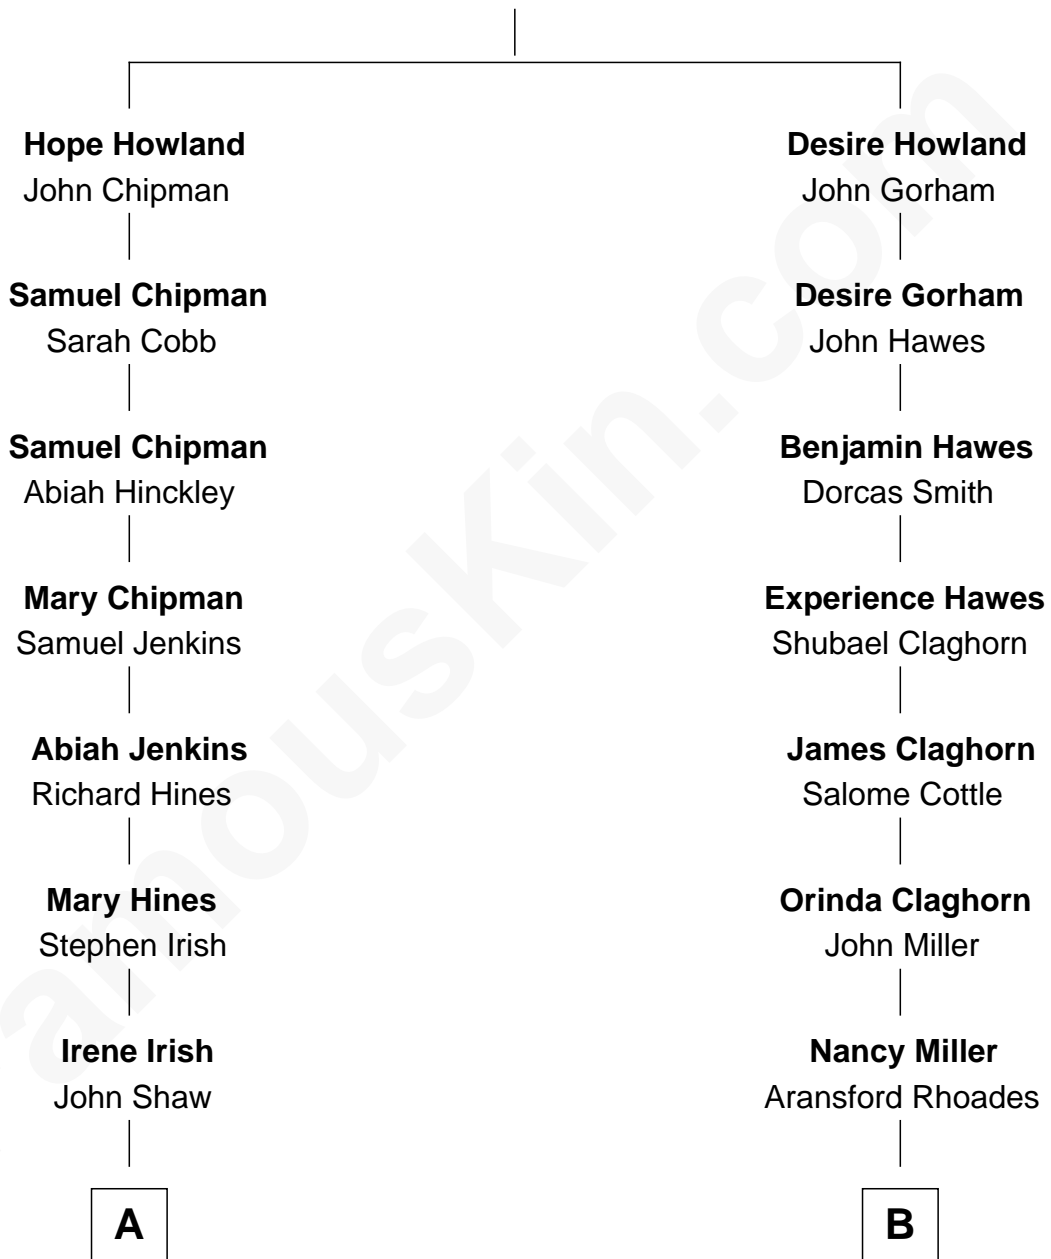 Hope Howland
John Chipman
Desire Howland
John Gorham
Samuel Chipman
Sarah Cobb
Desire Gorham
John Hawes
Samuel Chipman
Abiah Hinckley
Benjamin Hawes
Dorcas Smith
Mary Chipman
Samuel Jenkins
Experience Hawes
Shubael Claghorn
Abiah Jenkins
Richard Hines
James Claghorn
Salome Cottle
Mary Hines
Stephen Irish
Orinda Claghorn
John Miller
Irene Irish
John Shaw
Nancy Miller
Aransford Rhoades
A
B
amouskin.com